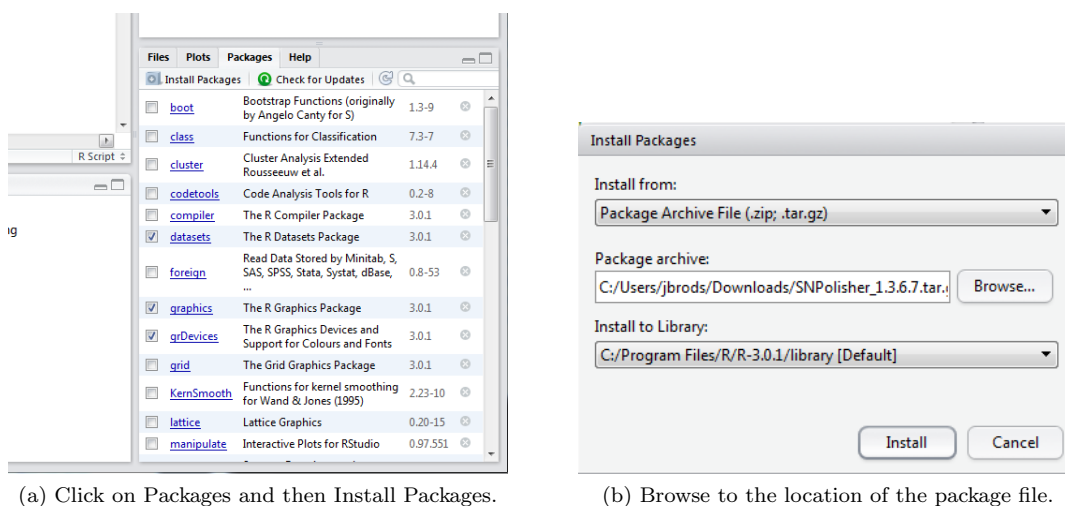 Files Plots Packages Help
Install Packages Check for Updates
boot Bootstrap Functions (originally by Angelo Canty for S) 1.3-9
class Functions for Classification 7.3-7
cluster Cluster Analysis Extended Rousseeuw et al. 1.14.4
codetools Code Analysis Tools for R 0.2-8
compiler The R Compiler Package 3.0.1
datasets The R Datasets Package 3.0.1
foreign Read Data Stored by Minitab, S, SAS, SPSS, Stata, Systat, dBase, ... 0.8-53
graphics The R Graphics Package 3.0.1
grDevices The R Graphics Devices and Support for Colours and Fonts 3.0.1
grid The Grid Graphics Package 3.0.1
KernSmooth Functions for kernel smoothing for Wand & Jones (1995) 2.23-10
lattice Lattice Graphics 0.20-15
manipulate Interactive Plots for RStudio 0.97.551
R Script
ng
(a) Click on Packages and then Install Packages.
Install Packages
Install from:
Package Archive File (.zip; .tar.gz)
Package archive:
C:/Users/jbrods/Downloads/SNPolisher_1.3.6.7.tar.
Browse...
Install to Library:
C:/Program Files/R/R-3.0.1/library [Default]
Install Cancel
(b) Browse to the location of the package file.